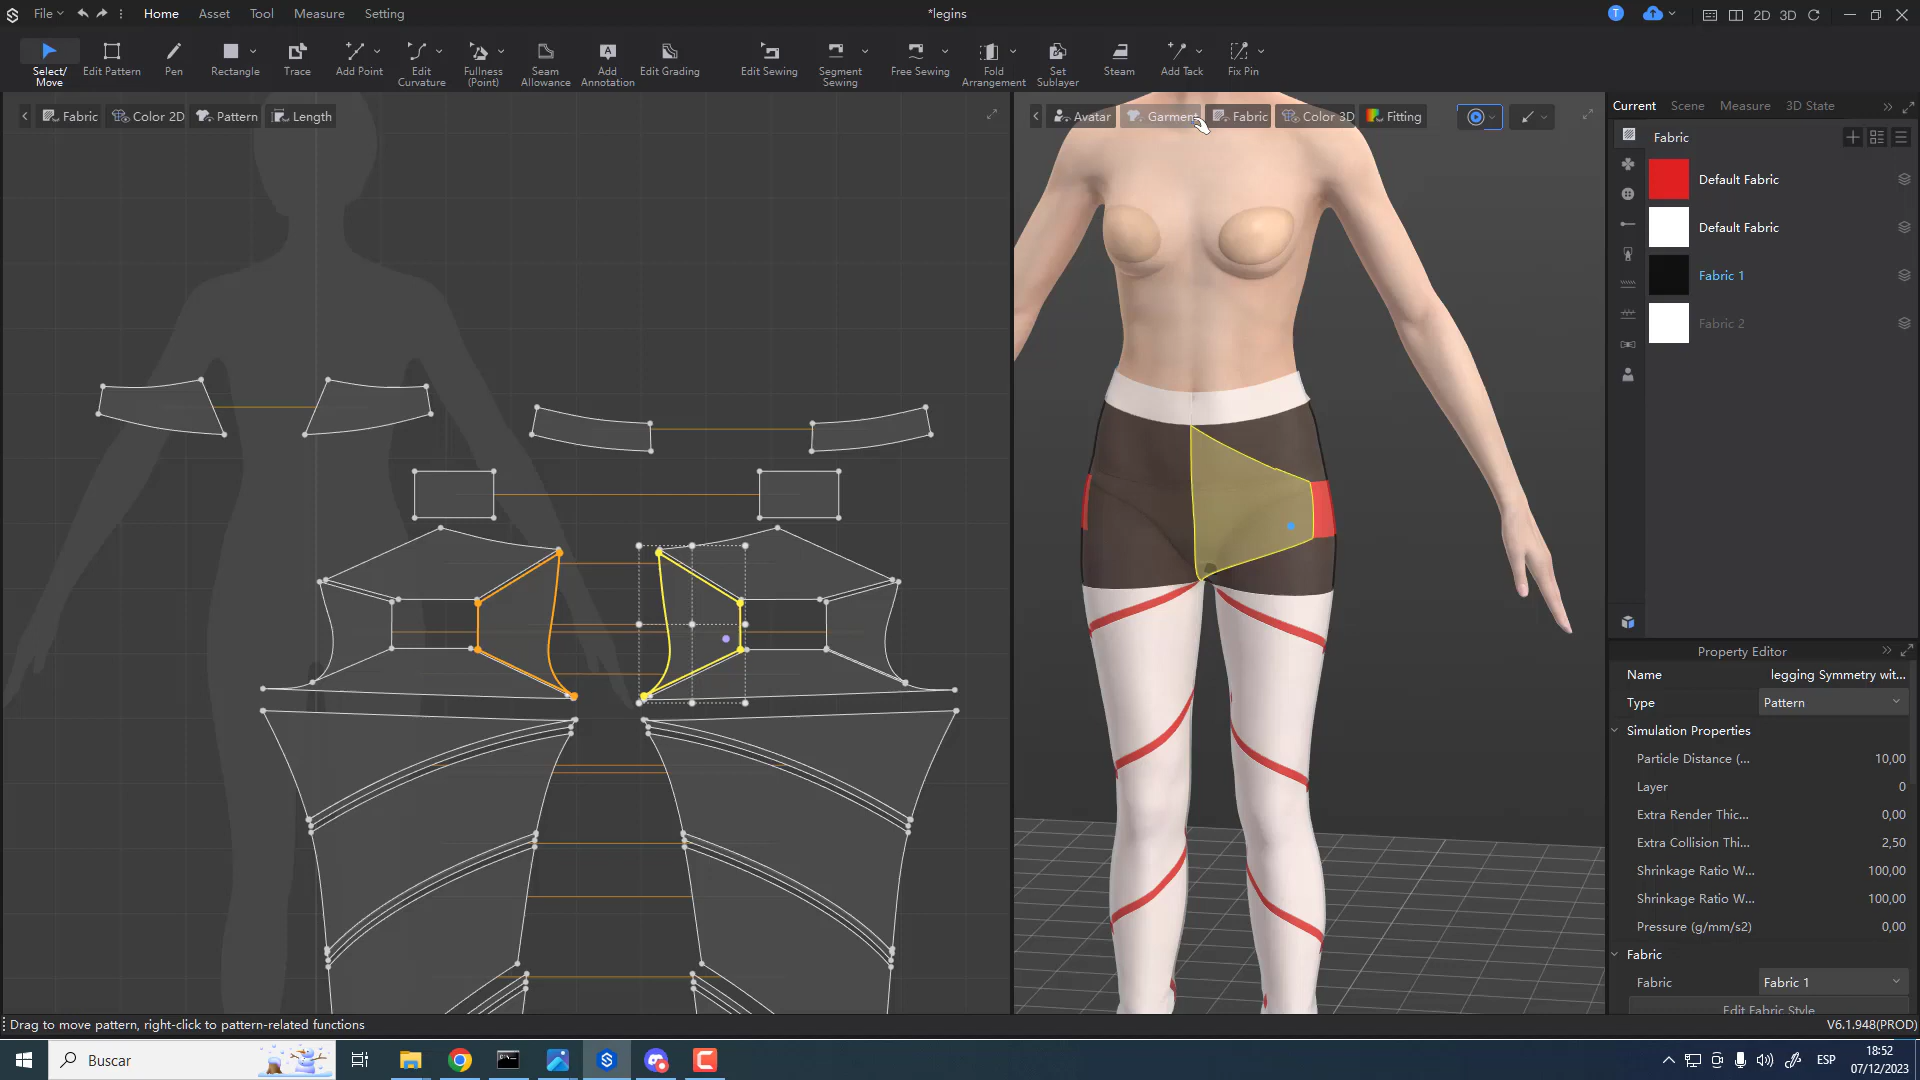 File
Home
Asset
Tool
Measure
Setting
*legins
T
2D
3D
Select/
Move
Edit Pattern
Pen
Rectangle
Trace
Add Point
Edit
Curvature
Fullness
(Point)
Seam
Allowance
A
Add
Annotation
Edit Grading
Edit Sewing
Segment
Sewing
Free Sewing
Fold
Arrangement
Set
Sublayer
Steam
Add Tack
Fix Pin
Fabric
Color 2D
Pattern
Length
Avatar
Garment
Fabric
Color 3D
Fitting
Current
Scene
Measure
3D State
Fabric
Default Fabric
Default Fabric
Fabric 1
Fabric 2
Property Editor
Name
legging Symmetry wit...
Type
Pattern
Simulation Properties
Particle Distance (...
10,00
Layer
0
Extra Render Thic...
0,00
Extra Collision Thi...
2,50
Shrinkage Ratio W...
100,00
Shrinkage Ratio W...
100,00
Pressure (g/mm/s2)
0,00
Fabric
Fabric
Fabric 1
Edit Fabric Style
Drag to move pattern, right-click to pattern-related functions
V6.1.948(PROD)
Buscar
ESP
18:52
07/12/2023